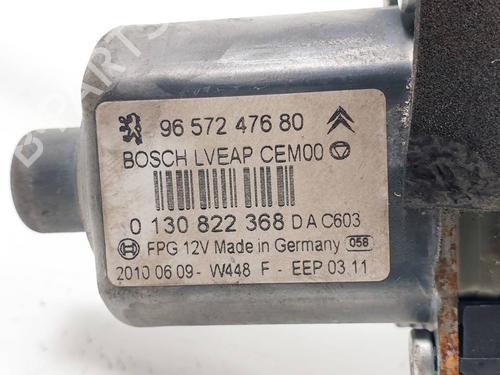 96 572 476 80
BOSCH LVEAP CEM00
0 130 822 368 D A C603
FPG 12V Made in Germany 058
2010 06 09 - W448 F - EEP 03.11